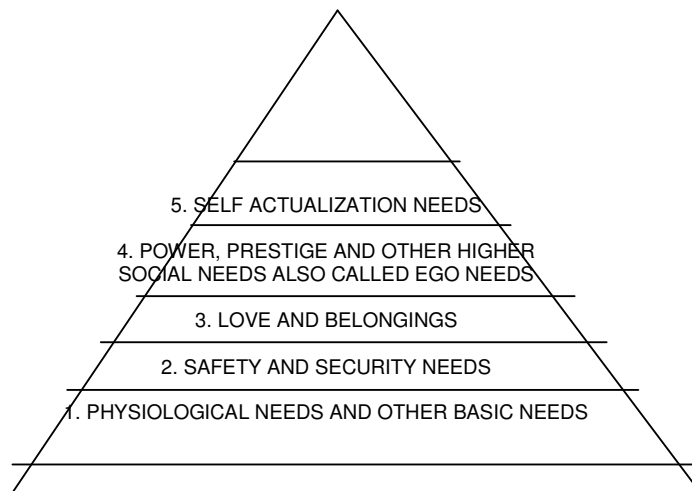 5. SELF ACTUALIZATION NEEDS
4. POWER, PRESTIGE AND OTHER HIGHER
SOCIAL NEEDS ALSO CALLED EGO NEEDS
3. LOVE AND BELONGINGS
2. SAFETY AND SECURITY NEEDS
1. PHYSIOLOGICAL NEEDS AND OTHER BASIC NEEDS